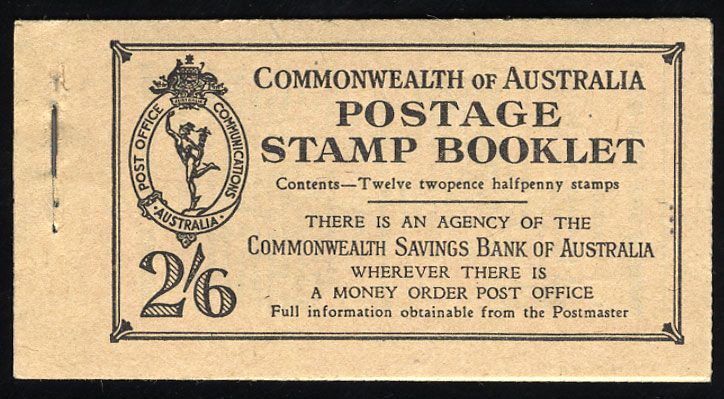 COMMONWEALTH OF AUSTRALIA
POSTAGE
STAMP BOOKLET
Contents—Twelve twopence halfpenny stamps
THERE IS AN AGENCY OF THE
COMMONWEALTH SAVINGS BANK OF AUSTRALIA
WHEREVER THERE IS
A MONEY ORDER POST OFFICE
Full information obtainable from the Postmaster
AUSTRALIA
POST OFFICE COMMUNICATIONS
· AUSTRALIA ·
2/6